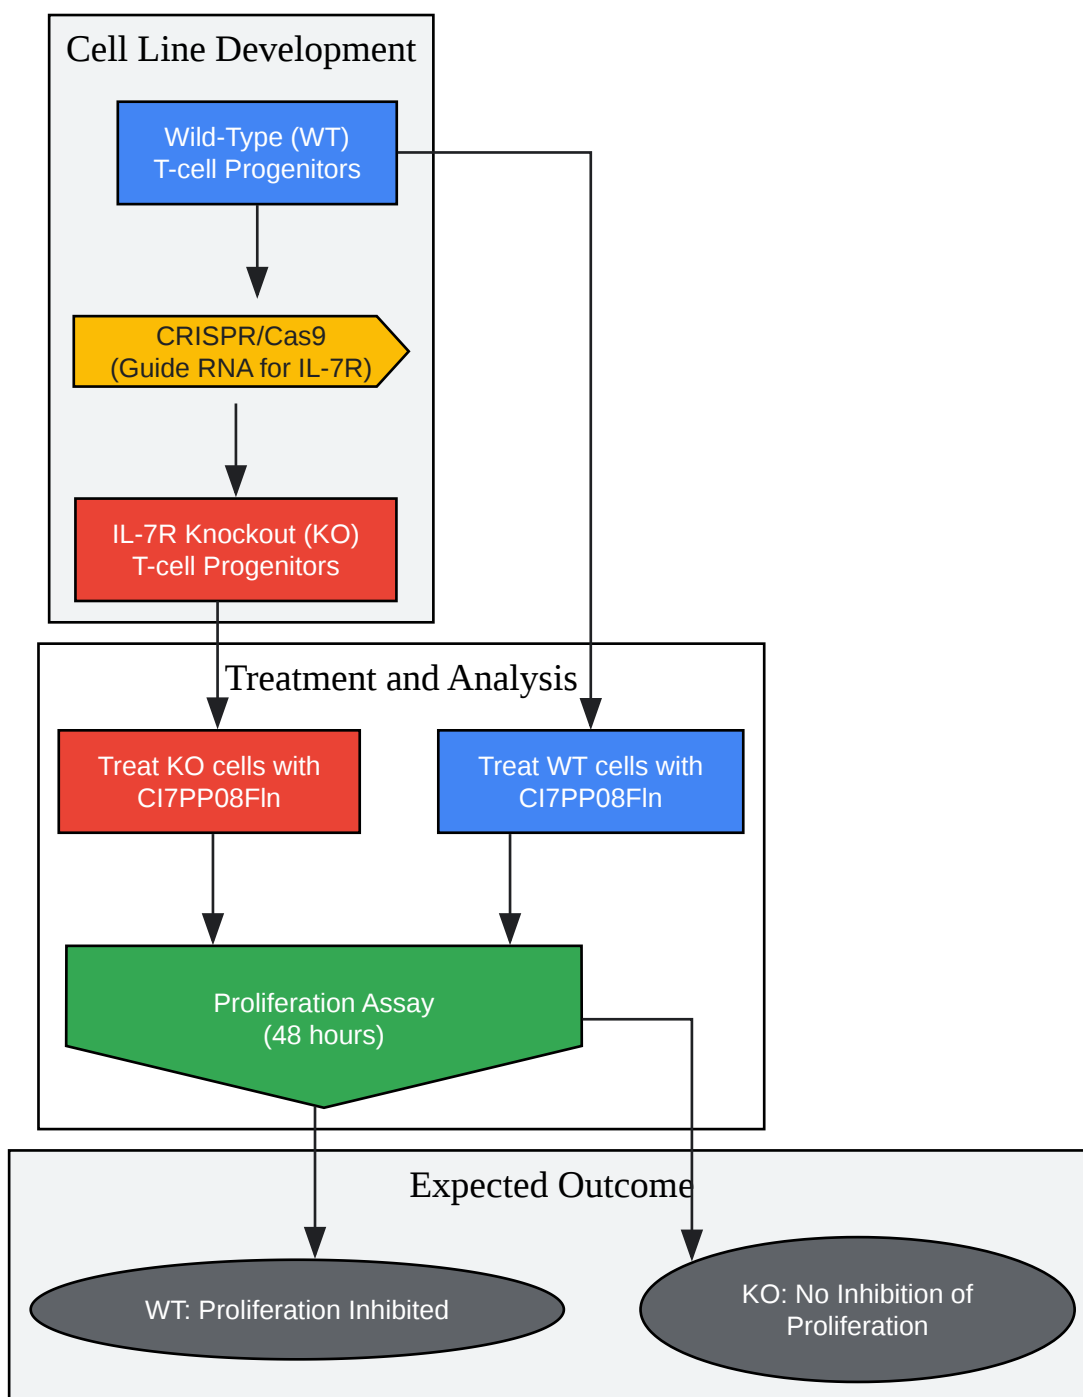 Cell Line Development
Wild-Type (WT)
T-cell Progenitors
CRISPR/Cas9
(Guide RNA for IL-7R)
IL-7R Knockout (KO)
T-cell Progenitors
Treatment and Analysis
Treat KO cells with
CI7PP08Fln
Treat WT cells with
CI7PP08Fln
Proliferation Assay
(48 hours)
Expected Outcome
WT: Proliferation Inhibited
KO: No Inhibition of
Proliferation